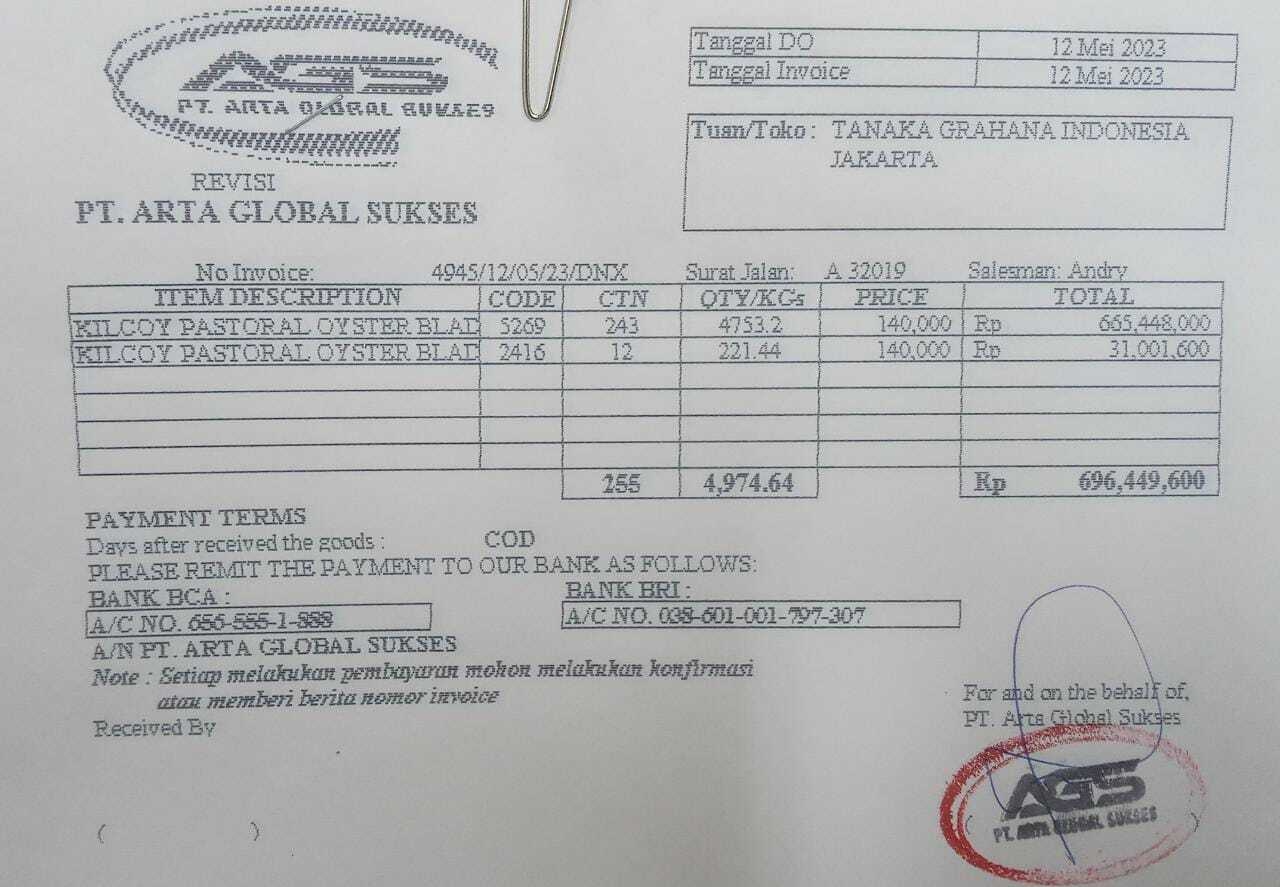 AGS
PT. ARTA GLOBAL SUKSES
REVISI
PT. ARTA GLOBAL SUKSES
Tanggal DO 12 Mei 2023
Tanggal Invoice 12 Mei 2023
Tuan/Toko : TANAKA GRAHANA INDONESIA
JAKARTA
No Invoice: 4945/12/05/23/DNX Surat Jalan: A 32019 Salesman: Andry
ITEM DESCRIPTION CODE CTN QTY/KGs PRICE TOTAL
KILCOY PASTORAL OYSTER BLAD 5269 243 4753.2 140,000 Rp 665,448,000
KILCOY PASTORAL OYSTER BLAD 2416 12 221.44 140,000 Rp 31,001,600
255 4,974.64 Rp 696,449,600
PAYMENT TERMS
Days after received the goods : COD
PLEASE REMIT THE PAYMENT TO OUR BANK AS FOLLOWS:
BANK BCA : BANK BRI :
A/C NO. 686-555-1-888 A/C NO. 038-601-001-797-307
A/N PT. ARTA GLOBAL SUKSES
Note : Setiap melakukan pembayaran mohon melakukan konfirmasi
atau memberi berita nomor invoice
Received By
For and on the behalf of,
PT. Arta Global Sukses
AGS
PT. ARTA GLOBAL SUKSES
( ) ( )